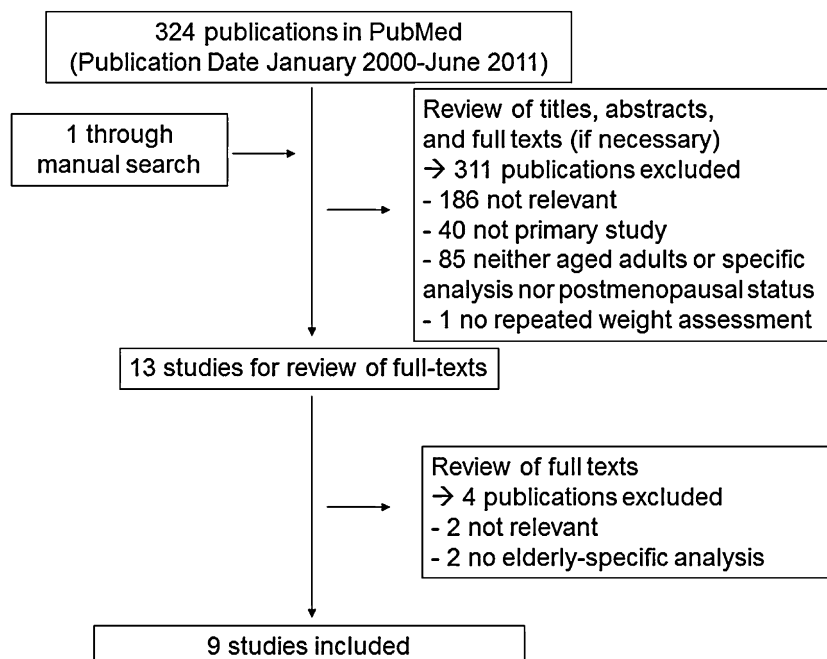 324 publications in PubMed
(Publication Date January 2000-June 2011)
1 through
manual search
Review of titles, abstracts,
and full texts (if necessary)
→ 311 publications excluded
- 186 not relevant
- 40 not primary study
- 85 neither aged adults or specific
analysis nor postmenopausal status
- 1 no repeated weight assessment
13 studies for review of full-texts
Review of full texts
→ 4 publications excluded
- 2 not relevant
- 2 no elderly-specific analysis
9 studies included